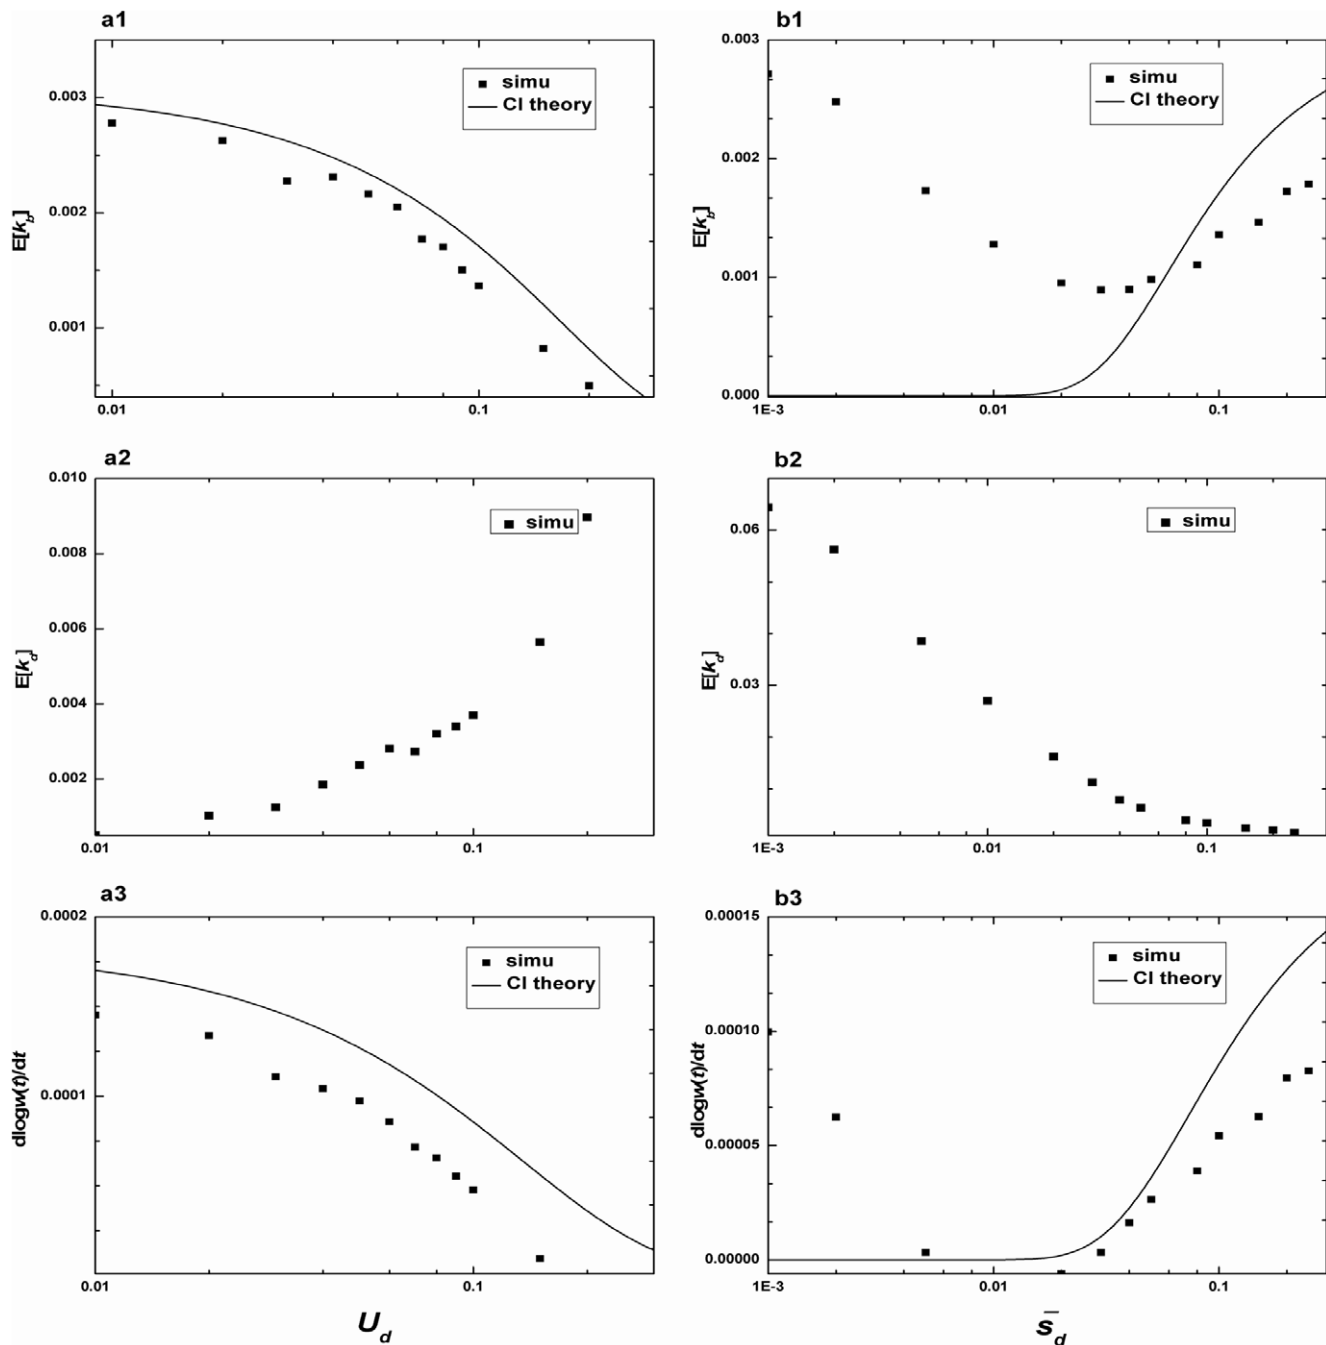 a1
simu
CI theory
E[k_b]
0.003
0.002
0.001
0.01
0.1
b1
simu
CI theory
E[k_b]
0.003
0.002
0.001
0.000
1E-3
0.01
0.1
a2
simu
E[k_d]
0.010
0.008
0.006
0.004
0.002
0.01
0.1
b2
simu
E[k_d]
0.06
0.03
1E-3
0.01
0.1
a3
simu
CI theory
dlogw(t)/dt
0.0002
0.0001
0.01
0.1
U_d
b3
simu
CI theory
dlogw(t)/dt
0.00015
0.00010
0.00005
0.00000
1E-3
0.01
0.1
s̄_d